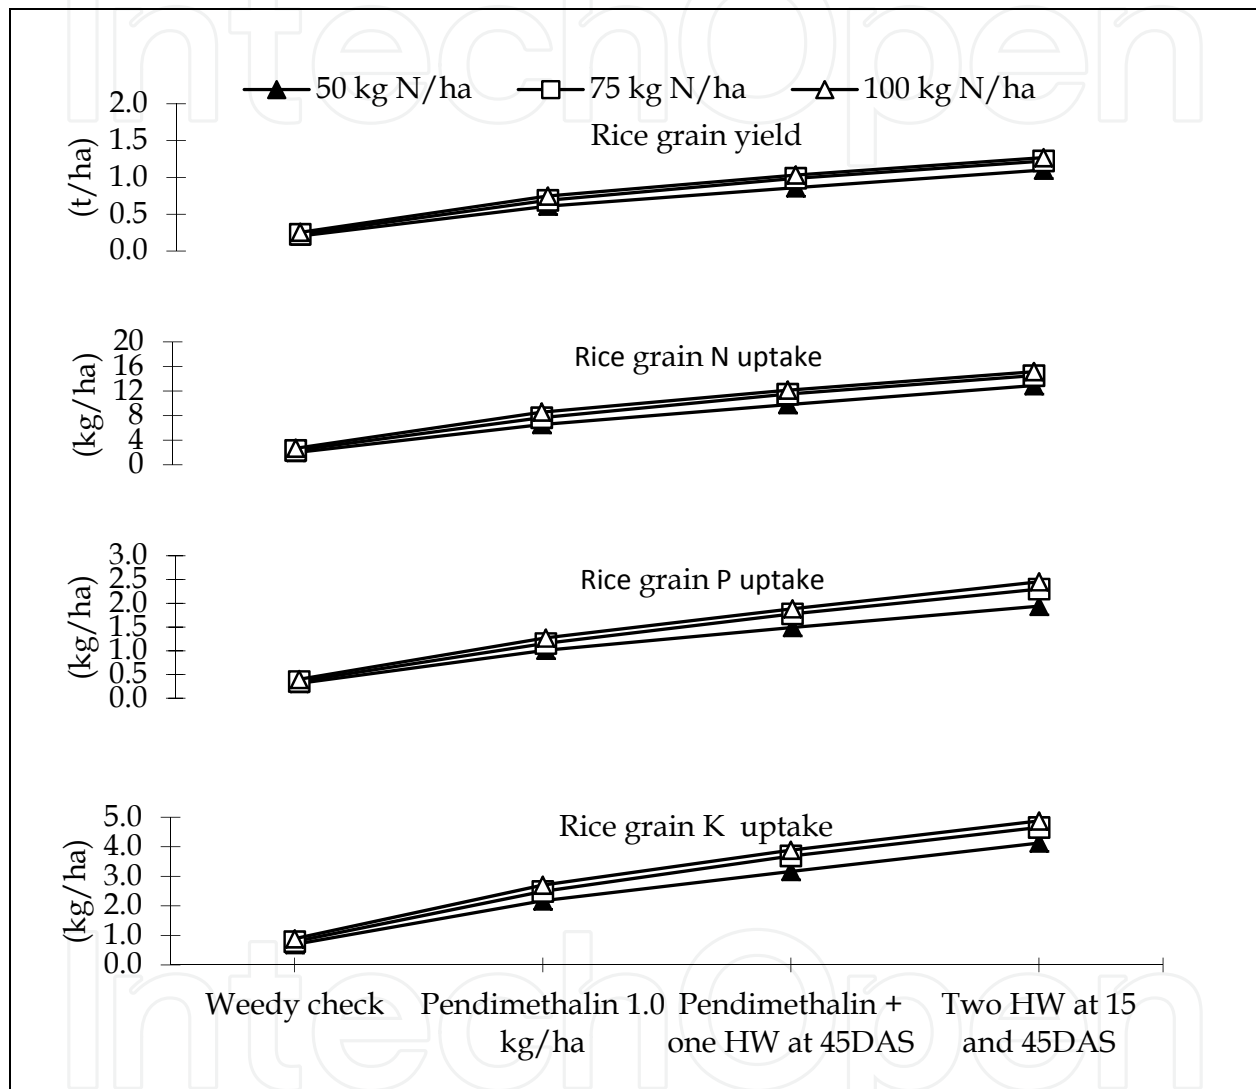 IntechOpen
50 kg N/ha 75 kg N/ha 100 kg N/ha
Rice grain yield
(t/ha)
2.0
1.5
1.0
0.5
0.0
Rice grain N uptake
(kg/ha)
20
16
12
8
4
0
Rice grain P uptake
(kg/ha)
3.0
2.5
2.0
1.5
1.0
0.5
0.0
Rice grain K uptake
(kg/ha)
5.0
4.0
3.0
2.0
1.0
0.0
Weedy check Pendimethalin 1.0 Pendimethalin + Two HW at 15
kg/ha one HW at 45DAS and 45DAS
IntechOpen